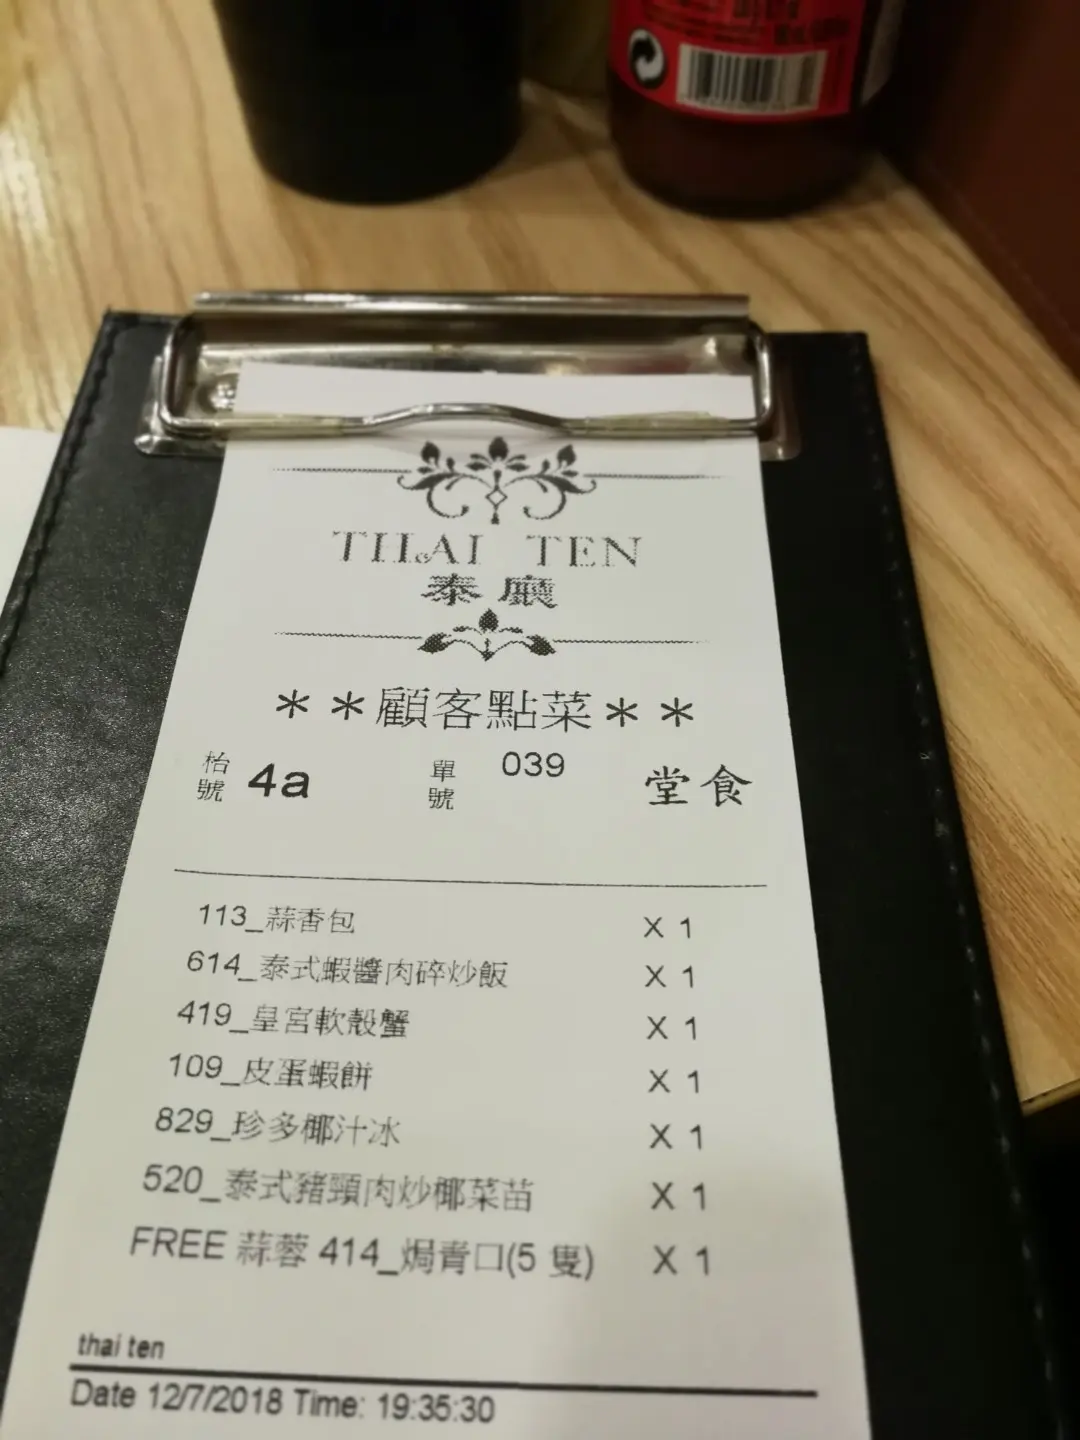 THAI TEN
泰廳
＊＊顧客點菜＊＊
枱號 4a 單號 039 堂食
113_蒜香包 X 1
614_泰式蝦醬肉碎炒飯 X 1
419_皇宮軟殼蟹 X 1
109_皮蛋蝦餅 X 1
829_珍多椰汁冰 X 1
520_泰式豬頸肉炒椰菜苗 X 1
FREE 蒜蓉 414_焗青口(5 隻) X 1
thai ten
Date 12/7/2018 Time: 19:35:30